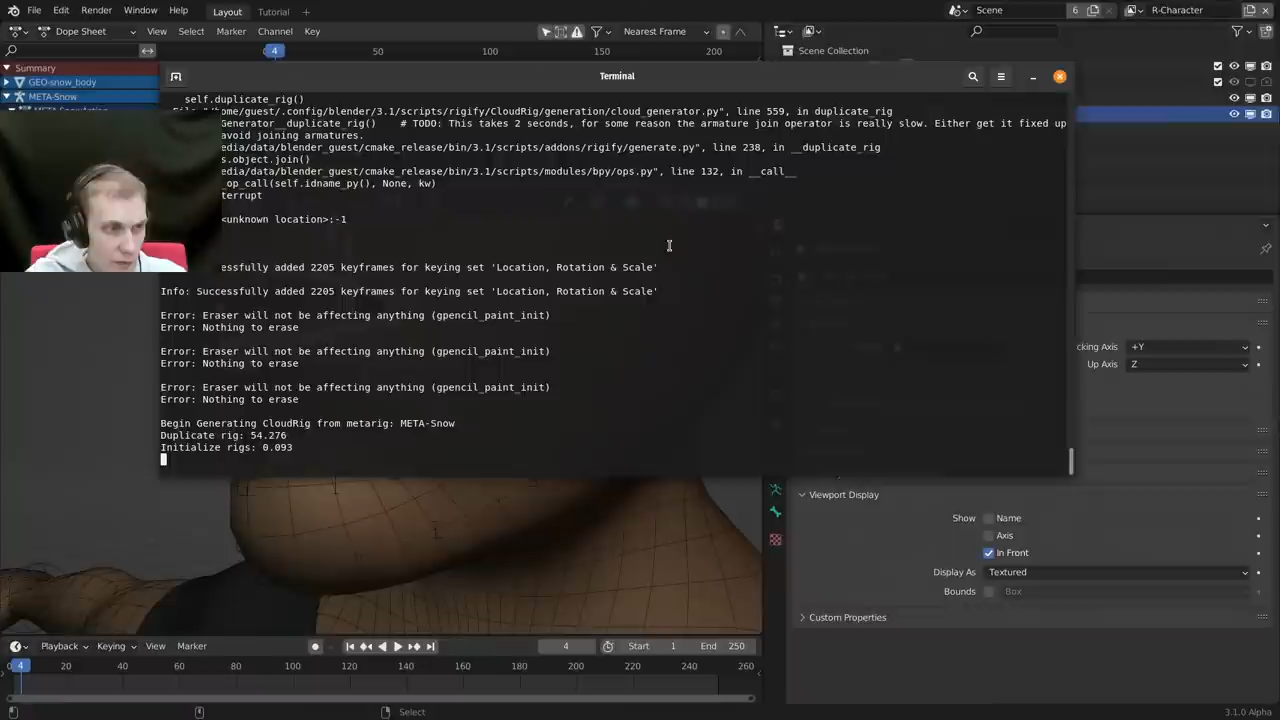 File Edit Render Window Help Layout Tutorial Scene 6 R-Character
Dope Sheet View Select Marker Channel Key Nearest Frame
4 50 100 150 200 Scene Collection
Summary
GEO-snow_body
META-Snow
Terminal
self.duplicate_rig()
home/guest/.config/blender/3.1/scripts/rigify/CloudRig/generation/cloud_generator.py", line 559, in duplicate_rig
Generator__duplicate_rig() # TODO: This takes 2 seconds, for some reason the armature join operator is really slow. Either get it fixed up
avoid joining armatures.
edia/data/blender_guest/cmake_release/bin/3.1/scripts/addons/rigify/generate.py", line 238, in __duplicate_rig
s.object.join()
edia/data/blender_guest/cmake_release/bin/3.1/scripts/modules/bpy/ops.py", line 132, in __call__
_op_call(self.idname_py(), None, kw)
terrupt
<unknown location>:-1
essfully added 2205 keyframes for keying set 'Location, Rotation & Scale'
Info: Successfully added 2205 keyframes for keying set 'Location, Rotation & Scale'
Error: Eraser will not be affecting anything (gpencil_paint_init)
Error: Nothing to erase
Error: Eraser will not be affecting anything (gpencil_paint_init)
Error: Nothing to erase
Error: Eraser will not be affecting anything (gpencil_paint_init)
Error: Nothing to erase
Begin Generating CloudRig from metarig: META-Snow
Duplicate rig: 54.276
Initialize rigs: 0.093
cking Axis +Y
Up Axis Z
Viewport Display
Show Name
Axis
In Front
Display As Textured
Bounds Box
Custom Properties
Playback Keying View Marker 4 Start 1 End 250
0 4 20 40 60 80 100 120 140 160 180 200 220 240 260
Select 3.1.0 Alpha